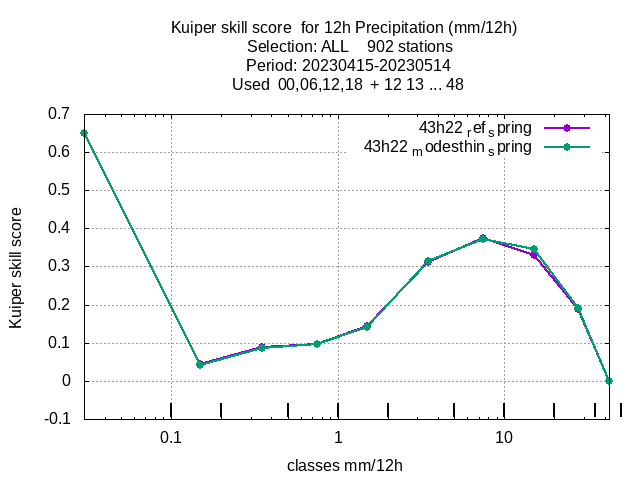 Kuiper skill score  for 12h Precipitation (mm/12h)
Selection: ALL    902 stations
Period: 20230415-20230514
Used  00,06,12,18  + 12 13 ... 48
43h22 ref spring
43h22 modesthin spring
0.7
0.6
0.5
0.4
0.3
0.2
0.1
0
-0.1
Kuiper skill score
0.1 1 10
classes mm/12h